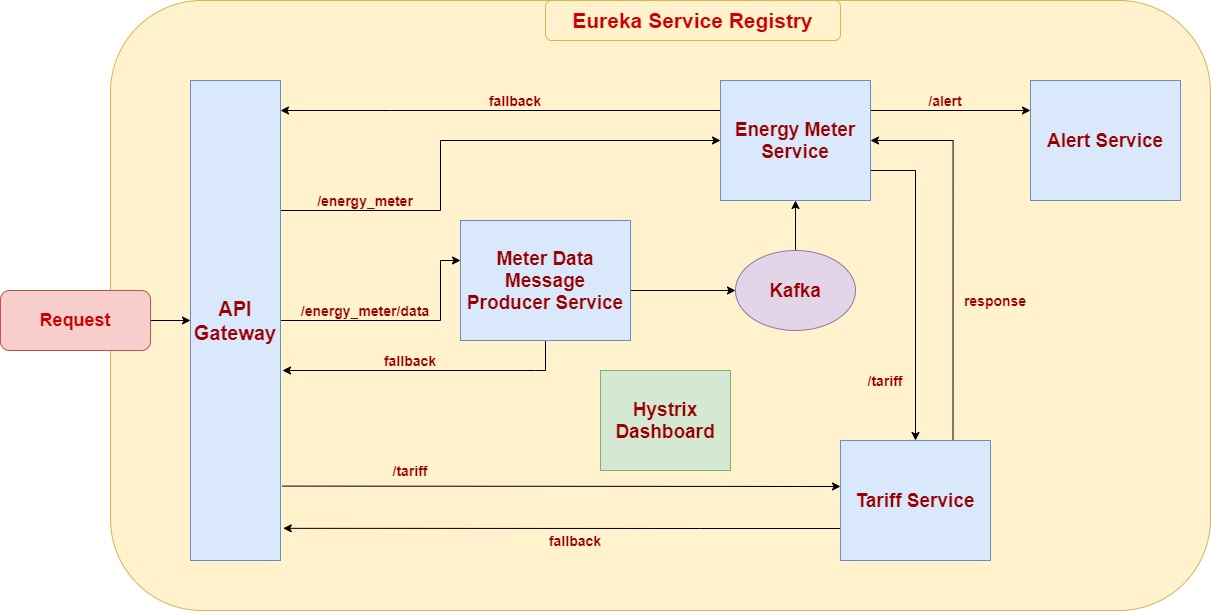 Eureka Service Registry
fallback
/alert
Energy Meter
Service
Alert Service
/energy_meter
Meter Data
Message
Producer Service
Kafka
Request
API
Gateway
/energy_meter/data
response
fallback
/tariff
Hystrix
Dashboard
/tariff
Tariff Service
fallback